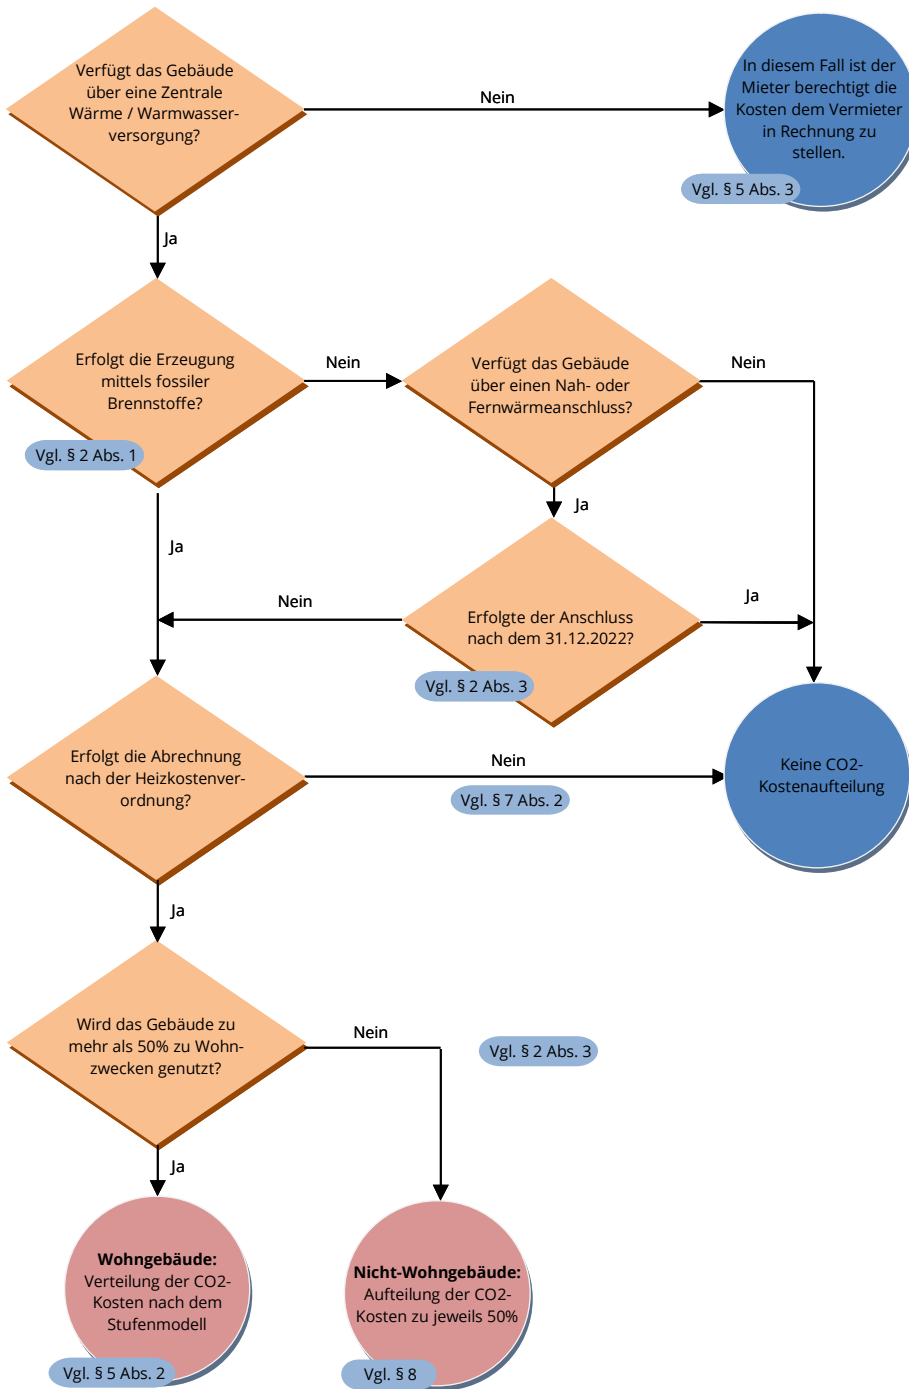 Verfügt das Gebäude
über eine Zentrale
Wärme / Warmwasser-
versorgung?
Nein
In diesem Fall ist der
Mieter berechtigt die
Kosten dem Vermieter
in Rechnung zu
stellen.
Vgl. § 5 Abs. 3
Ja
Erfolgt die Erzeugung
mittels fossiler
Brennstoffe?
Vgl. § 2 Abs. 1
Nein
Verfügt das Gebäude
über einen Nah- oder
Fernwärmeanschluss?
Nein
Ja
Ja
Nein
Erfolgte der Anschluss
nach dem 31.12.2022?
Vgl. § 2 Abs. 3
Ja
Erfolgt die Abrechnung
nach der Heizkostenver-
ordnung?
Nein
Vgl. § 7 Abs. 2
Keine CO2-
Kostenaufteilung
Ja
Wird das Gebäude zu
mehr als 50% zu Wohn-
zwecken genutzt?
Nein
Vgl. § 2 Abs. 3
Ja
Wohngebäude:
Verteilung der CO2-
Kosten nach dem
Stufenmodell
Vgl. § 5 Abs. 2
Nicht-Wohngebäude:
Aufteilung der CO2-
Kosten zu jeweils 50%
Vgl. § 8